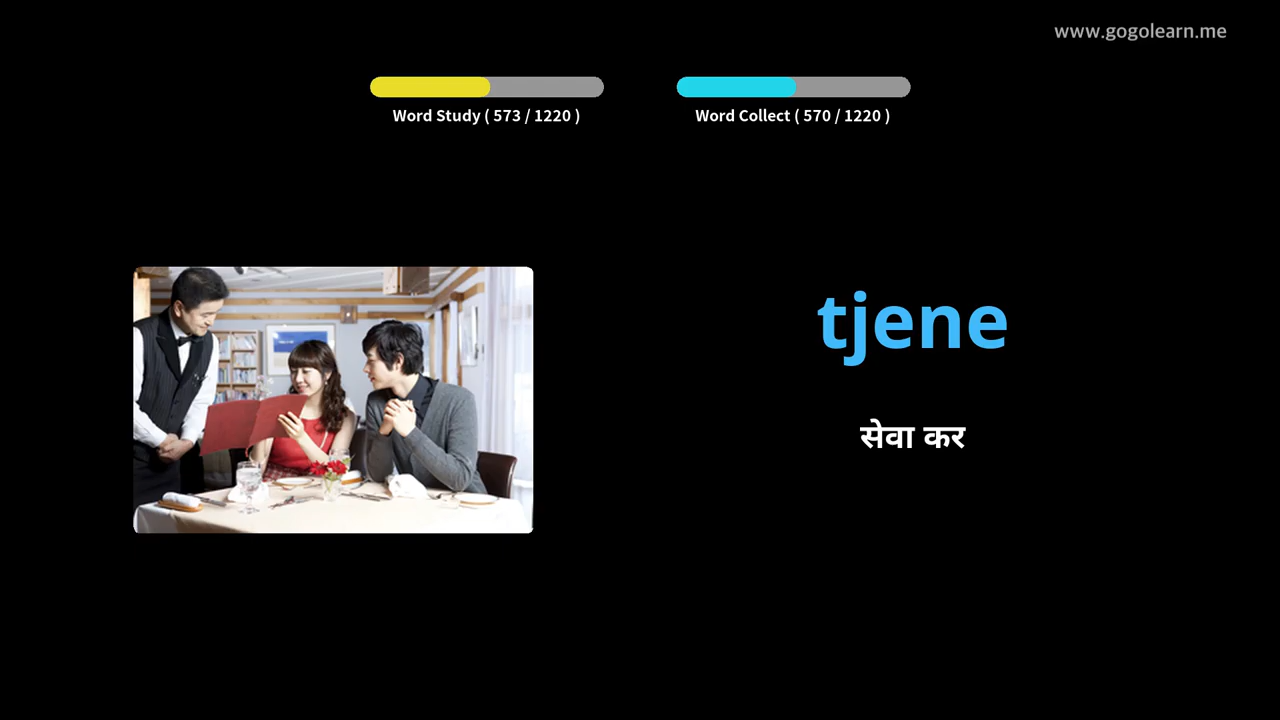 www.gogolearn.me
Word Study ( 573 / 1220 )
Word Collect ( 570 / 1220 )
tjene
सेवा कर